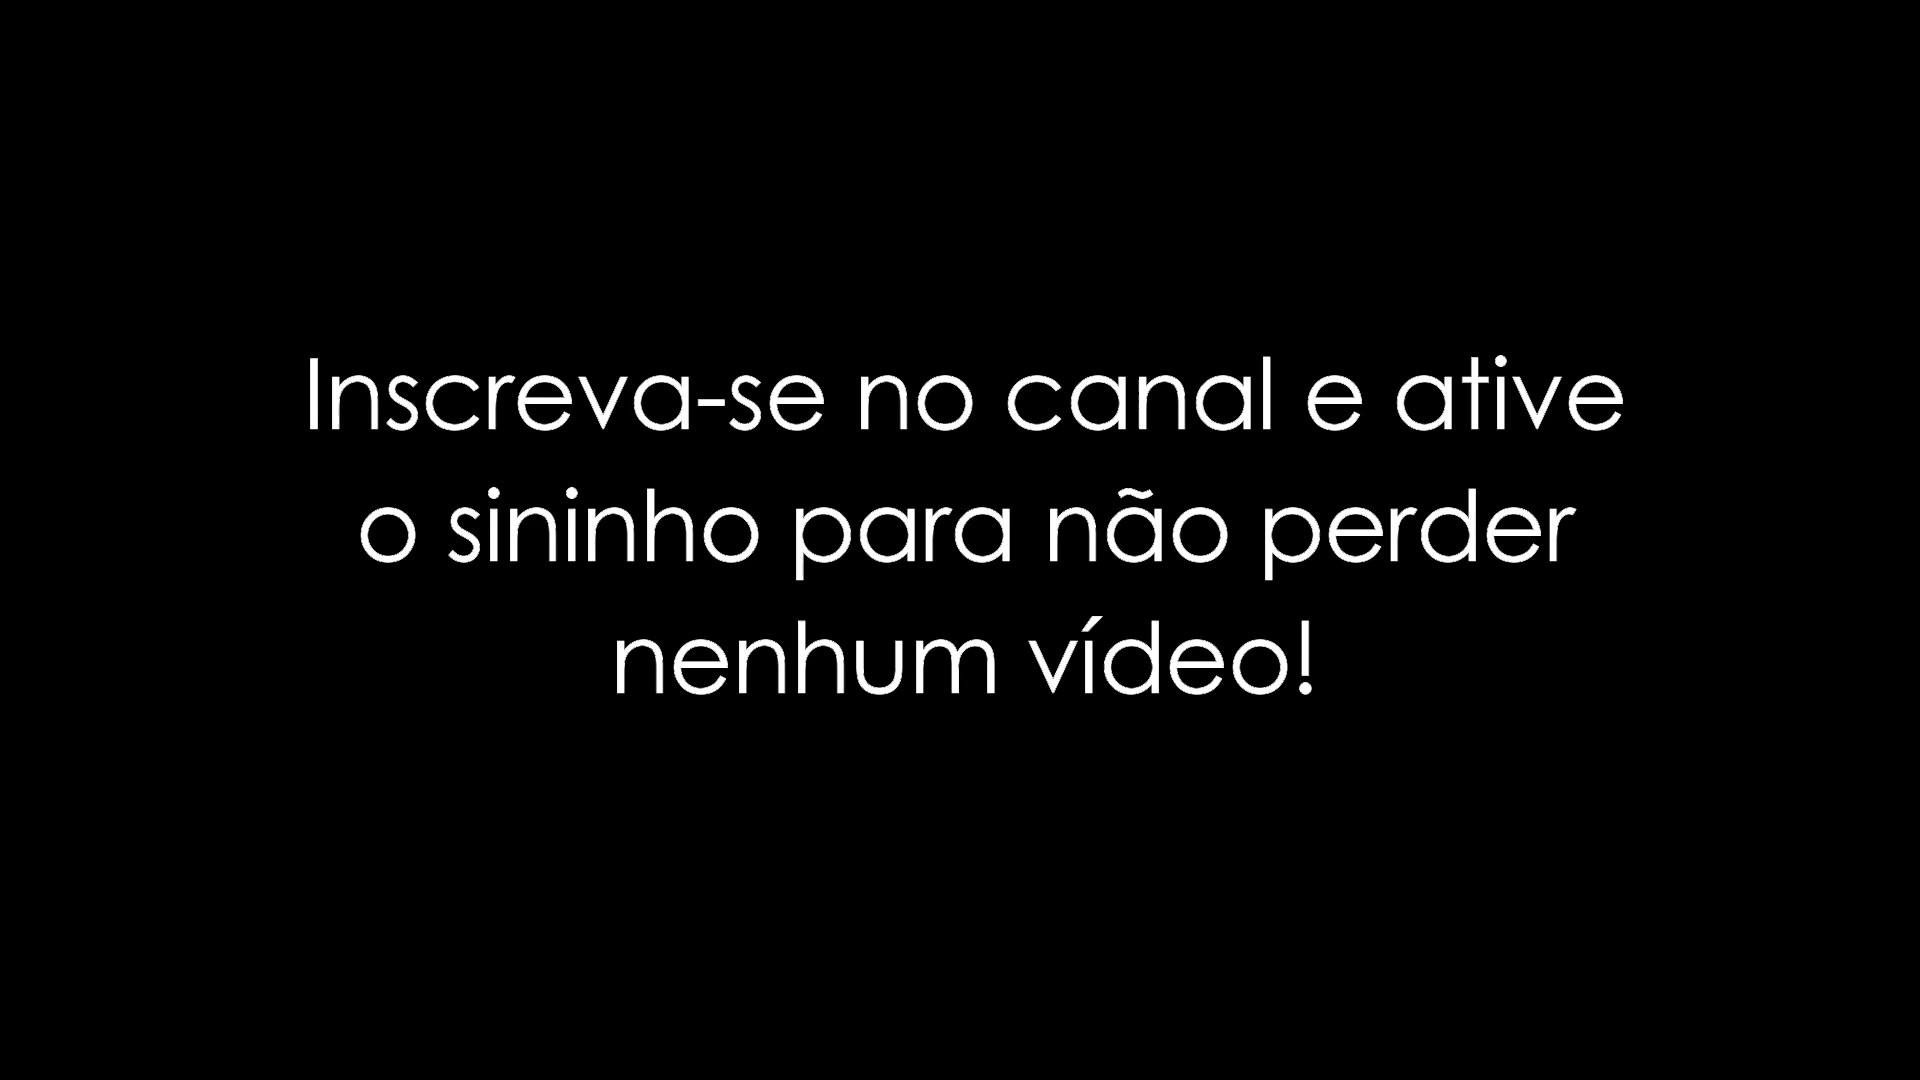 Inscreva-se no canal e ative
o sininho para não perder
nenhum vídeo!